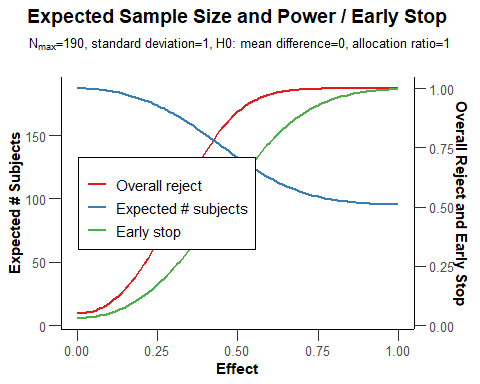 Expected Sample Size and Power / Early Stop
Nmax=190, standard deviation=1, H0: mean difference=0, allocation ratio=1
Expected # Subjects
150
100
50
0
Overall reject
Expected # subjects
Early stop
1.00
0.75
0.50
0.25
0.00
Overall Reject and Early Stop
0.00 0.25 0.50 0.75 1.00
Effect